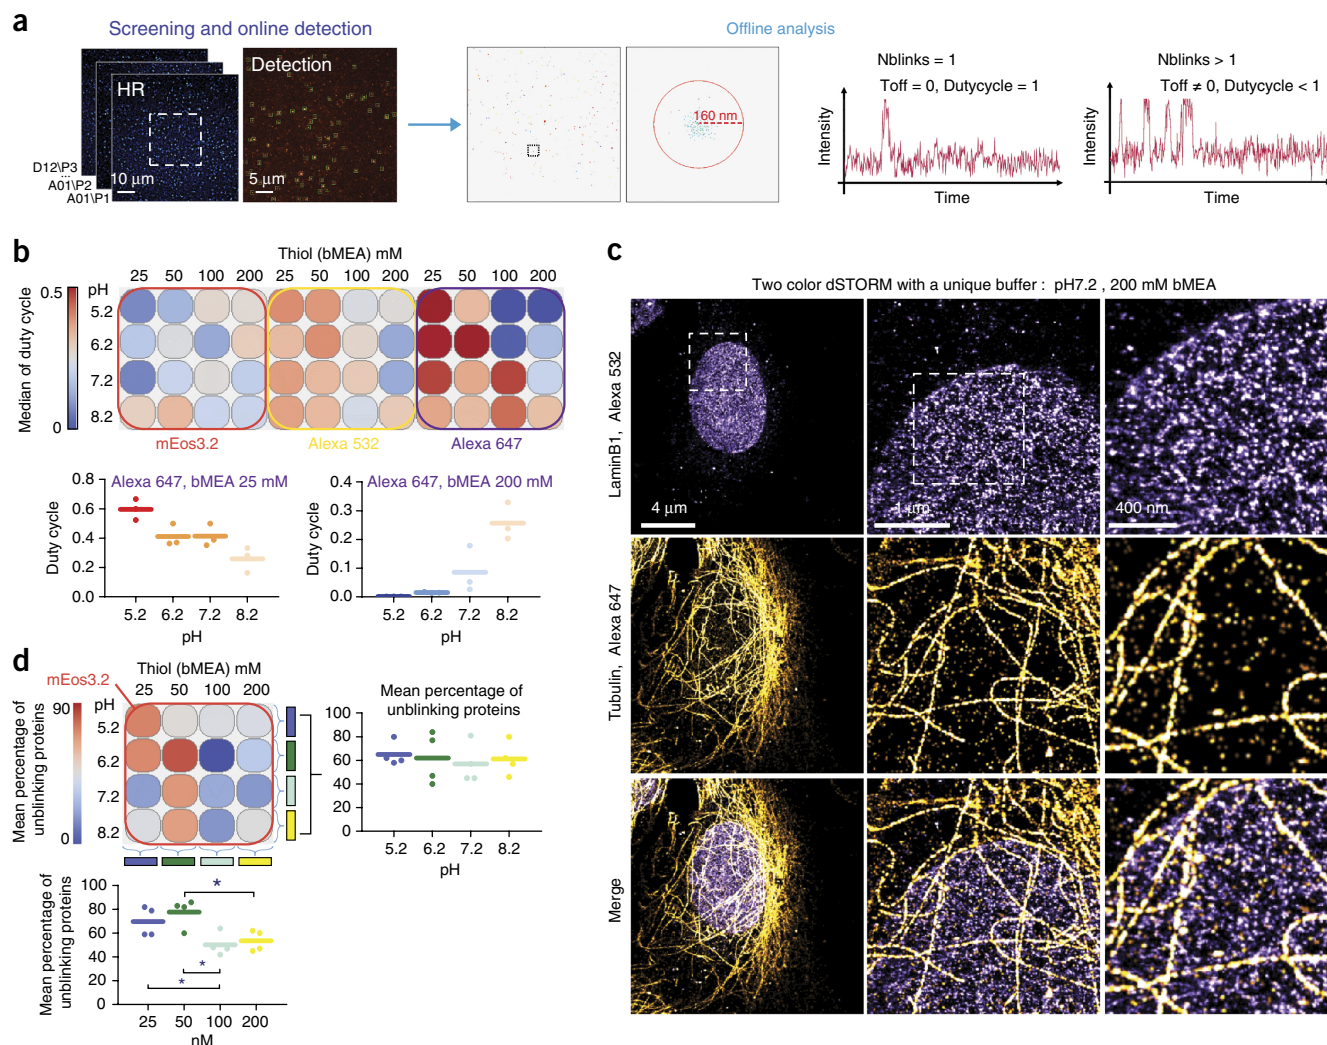 a
Screening and online detection
Offline analysis
HR
Detection
D12\P3
...
A01\P2
A01\P1
10 μm
5 μm
160 nm
Nblinks = 1
Toff = 0, Dutycycle = 1
Intensity
Time
Nblinks > 1
Toff ≠ 0, Dutycycle < 1
Intensity
Time
b
Thiol (bMEA) mM
25 50 100 200 25 50 100 200 25 50 100 200
Median of duty cycle
0.5
0
pH
5.2
6.2
7.2
8.2
mEos3.2
Alexa 532
Alexa 647
Alexa 647, bMEA 25 mM
Duty cycle
0.8
0.6
0.4
0.2
0.0
5.2 6.2 7.2 8.2
pH
Alexa 647, bMEA 200 mM
Duty cycle
0.4
0.3
0.2
0.1
0.0
5.2 6.2 7.2 8.2
pH
c
Two color dSTORM with a unique buffer : pH7.2 , 200 mM bMEA
LaminB1, Alexa 532
4 μm
1 μm
400 nm
Tubulin, Alexa 647
Merge
d
Thiol (bMEA) mM
mEos3.2
25 50 100 200
Mean percentage of
unblinking proteins
90
0
pH
5.2
6.2
7.2
8.2
Mean percentage of
unblinking proteins
100
80
60
40
20
0
5.2 6.2 7.2 8.2
pH
Mean percentage of
unblinking proteins
100
80
60
40
20
0
*
*
*
25 50 100 200
nM